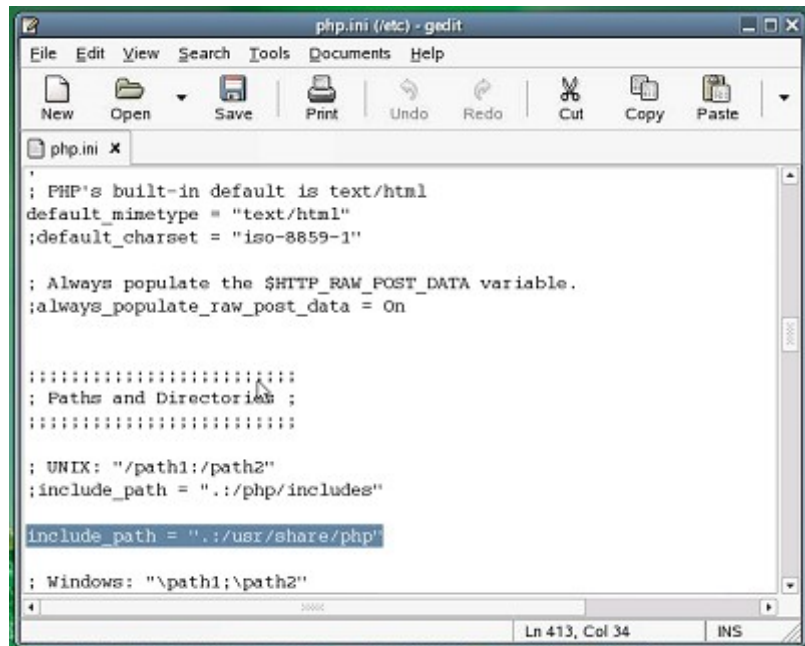 php.ini (/etc) - gedit
File Edit View Search Tools Documents Help
New Open Save Print Undo Redo Cut Copy Paste
php.ini
; PHP's built-in default is text/html
default_mimetype = "text/html"
;default_charset = "iso-8859-1"
; Always populate the $HTTP_RAW_POST_DATA variable.
;always_populate_raw_post_data = On
;;;;;;;;;;;;;;;;;;;;;;;;;
; Paths and Directories ;
;;;;;;;;;;;;;;;;;;;;;;;;;
; UNIX: "/path1:/path2"
;include_path = ".:/php/includes"
include_path = ".:/usr/share/php"
; Windows: "\path1;\path2"
Ln 413, Col 34 INS